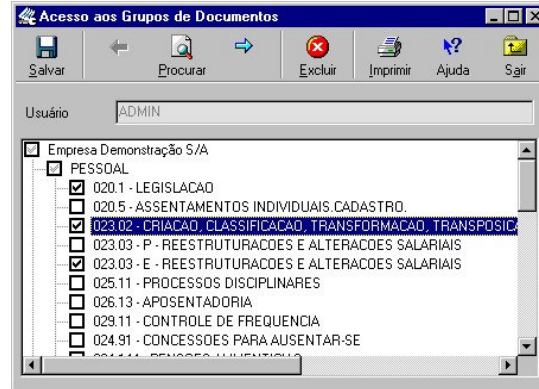 Acesso aos Grupos de Documentos
Salvar
Procurar
Excluir
Imprimir
Ajuda
Sair
Usuário
ADMIN
Empresa Demonstração S/A
PESSOAL
020.1 - LEGISLACAO
020.5 - ASSENTAMENTOS INDIVIDUAIS.CADASTRO.
023.02 - CRIACAO, CLASSIFICACAO, TRANSFORMACAO, TRANSPOSICA
023.03 - P - REESTRUTURACOES E ALTERACOES SALARIAIS
023.03 - E - REESTRUTURACOES E ALTERACOES SALARIAIS
025.11 - PROCESSOS DISCIPLINARES
026.13 - APOSENTADORIA
029.11 - CONTROLE DE FREQUENCIA
024.91 - CONCESSOES PARA AUSENTAR-SE